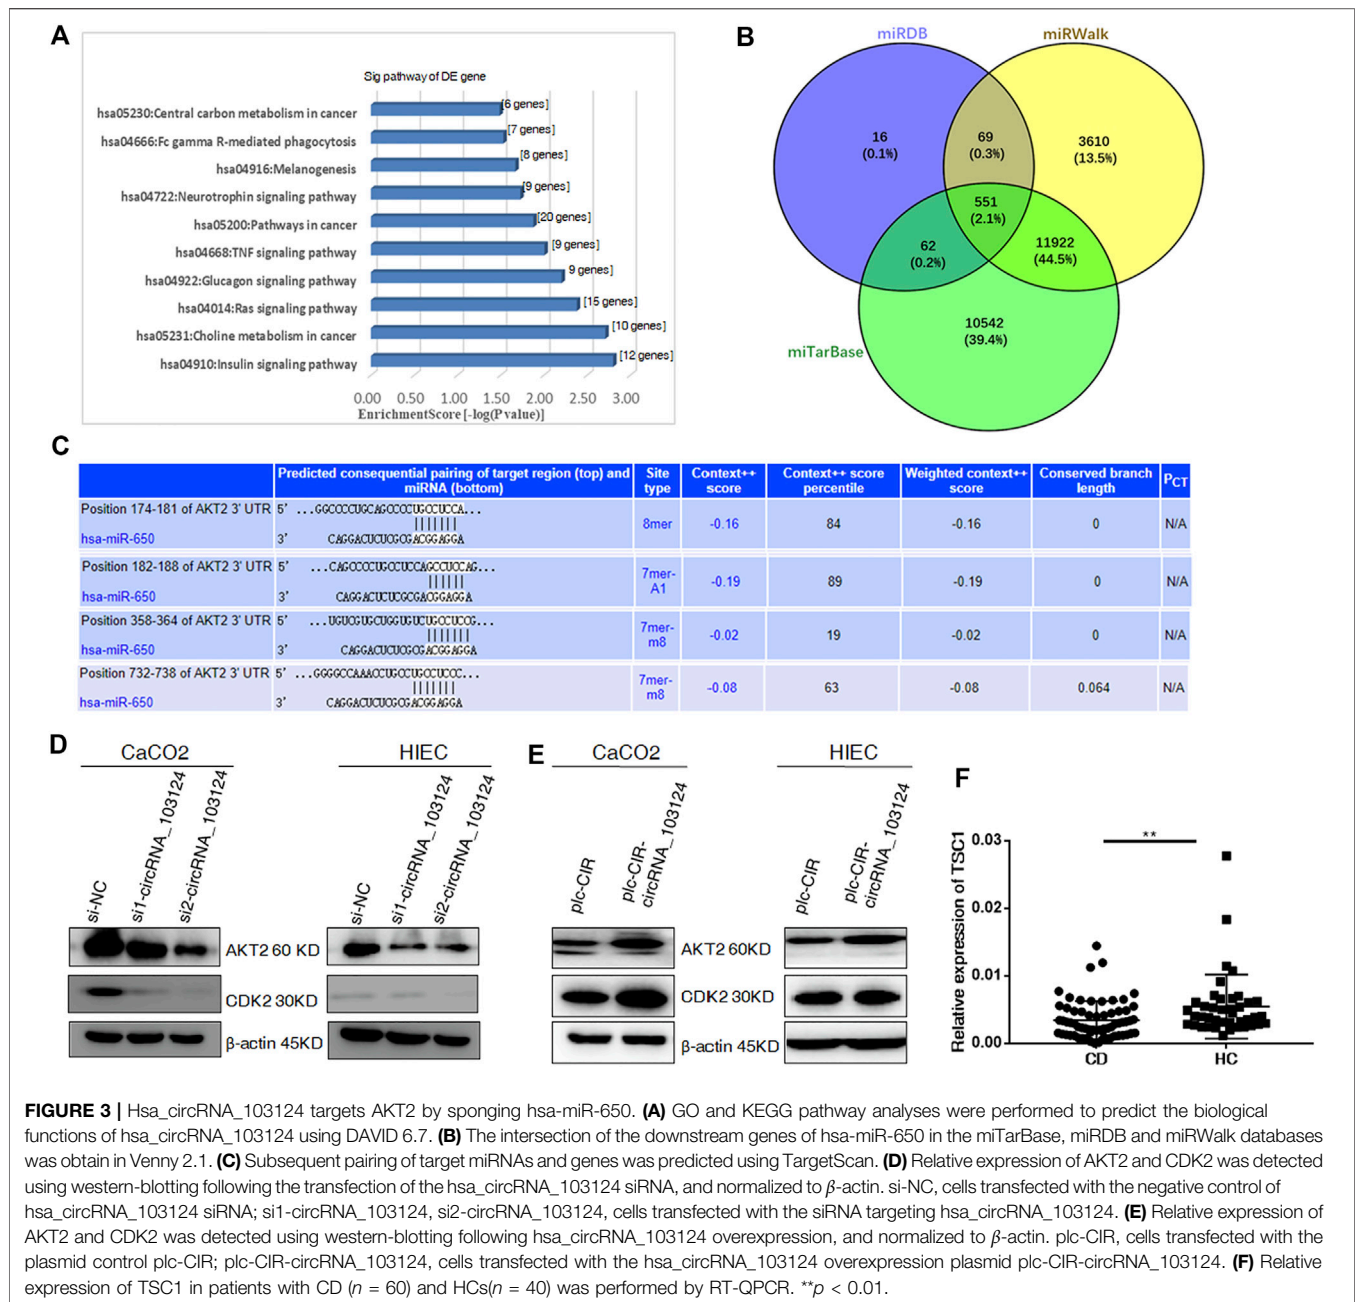 A
Sig pathway of DE gene
hsa05230:Central carbon metabolism in cancer [6 genes]
hsa04666:Fc gamma R-mediated phagocytosis [7 genes]
hsa04916:Melanogenesis [8 genes]
hsa04722:Neurotrophin signaling pathway [9 genes]
hsa05200:Pathways in cancer [20 genes]
hsa04668:TNF signaling pathway [9 genes]
hsa04922:Glucagon signaling pathway 9 genes]
hsa04014:Ras signaling pathway [15 genes]
hsa05231:Choline metabolism in cancer [10 genes]
hsa04910:Insulin signaling pathway [12 genes]
0.00 0.50 1.00 1.50 2.00 2.50 3.00
EnrichmentScore [-log(P value)]
B
miRDB
miRWalk
16
(0.1%)
69
(0.3%)
3610
(13.5%)
551
(2.1%)
62
(0.2%)
11922
(44.5%)
10542
(39.4%)
miTarBase
C
Predicted consequential pairing of target region (top) and miRNA (bottom) Site type Context++ score Context++ score percentile Weighted context++ score Conserved branch length PCT
Position 174-181 of AKT2 3' UTR 5' ...GGCCCCUGCAGCCCCUGCCUCCA...
hsa-miR-650 3' CAGGACUCUCGCGACGGAGGA
8mer -0.16 84 -0.16 0 N/A
Position 182-188 of AKT2 3' UTR 5' ...CAGCCCCUGCCUCCAGCCUCCAG...
hsa-miR-650 3' CAGGACUCUCGCGACGGAGGA
7mer-A1 -0.19 89 -0.19 0 N/A
Position 358-364 of AKT2 3' UTR 5' ...UGUCGUGCUGGUGUCUGCCUCCG...
hsa-miR-650 3' CAGGACUCUCGCGACGGAGGA
7mer-m8 -0.02 19 -0.02 0 N/A
Position 732-738 of AKT2 3' UTR 5' ...GGGGCCAAACCUGCCUGCCUCCC...
hsa-miR-650 3' CAGGACUCUCGCGACGGAGGA
7mer-m8 -0.08 63 -0.08 0.064 N/A
D
CaCO2
si-NC
si1-circRNA_103124
si2-circRNA_103124
HIEC
si-NC
si1-circRNA_103124
si2-circRNA_103124
AKT2 60 KD
CDK2 30KD
β-actin 45KD
E
CaCO2
plc-CIR
plc-CIR-
circRNA_103124
HIEC
plc-CIR
plc-CIR-
circRNA_103124
AKT2 60KD
CDK2 30KD
β-actin 45KD
F
Relative expression of TSC1
0.03
0.02
0.01
0.00
**
CD
HC
FIGURE 3 | Hsa_circRNA_103124 targets AKT2 by sponging hsa-miR-650. (A) GO and KEGG pathway analyses were performed to predict the biological
functions of hsa_circRNA_103124 using DAVID 6.7. (B) The intersection of the downstream genes of hsa-miR-650 in the miTarBase, miRDB and miRWalk databases
was obtain in Venny 2.1. (C) Subsequent pairing of target miRNAs and genes was predicted using TargetScan. (D) Relative expression of AKT2 and CDK2 was detected
using western-blotting following the transfection of the hsa_circRNA_103124 siRNA, and normalized to β-actin. si-NC, cells transfected with the negative control of
hsa_circRNA_103124 siRNA; si1-circRNA_103124, si2-circRNA_103124, cells transfected with the siRNA targeting hsa_circRNA_103124. (E) Relative expression of
AKT2 and CDK2 was detected using western-blotting following hsa_circRNA_103124 overexpression, and normalized to β-actin. plc-CIR, cells transfected with the
plasmid control plc-CIR; plc-CIR-circRNA_103124, cells transfected with the hsa_circRNA_103124 overexpression plasmid plc-CIR-circRNA_103124. (F) Relative
expression of TSC1 in patients with CD (n = 60) and HCs(n = 40) was performed by RT-QPCR. **p < 0.01.